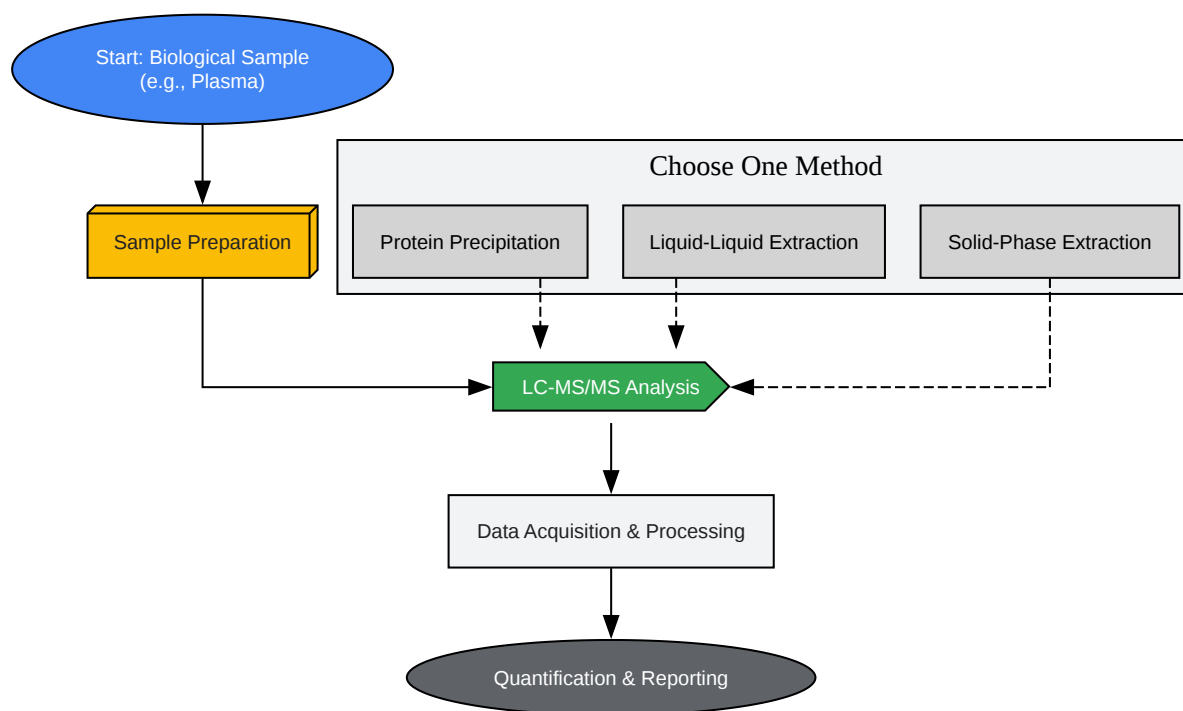 Start: Biological Sample
(e.g., Plasma)
Choose One Method
Sample Preparation
Protein Precipitation
Liquid-Liquid Extraction
Solid-Phase Extraction
LC-MS/MS Analysis
Data Acquisition & Processing
Quantification & Reporting